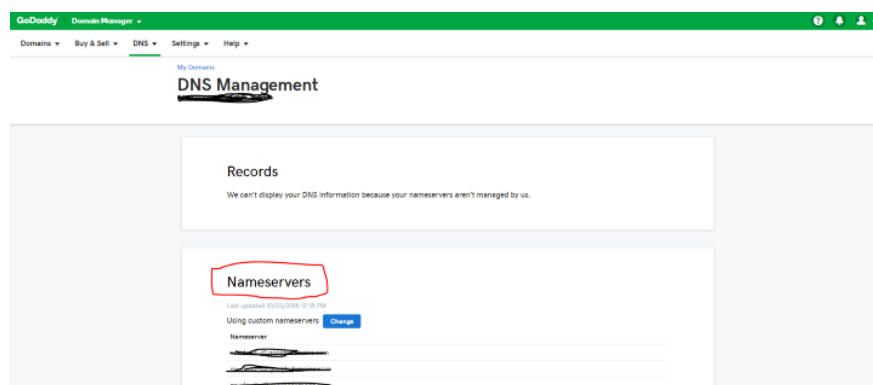 GoDaddy Domain Manager
Domains Buy & Sell DNS Settings Help
My Domains
DNS Management
Records
We can't display your DNS information because your nameservers aren't managed by us.
Nameservers
Last updated 10/23/2018 12:18 PM
Using custom nameservers Change
Nameserver